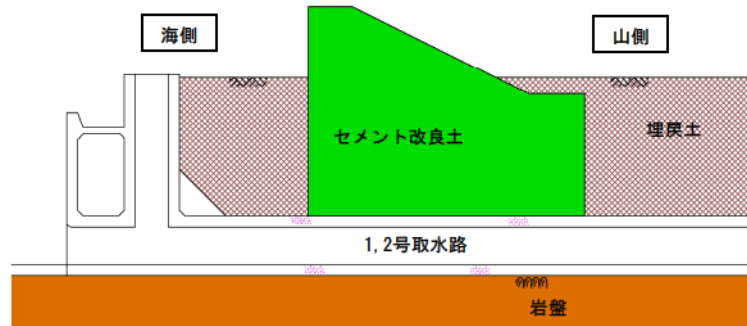 海側
山側
セメント改良土
埋戻土
1,2号取水路
岩盤